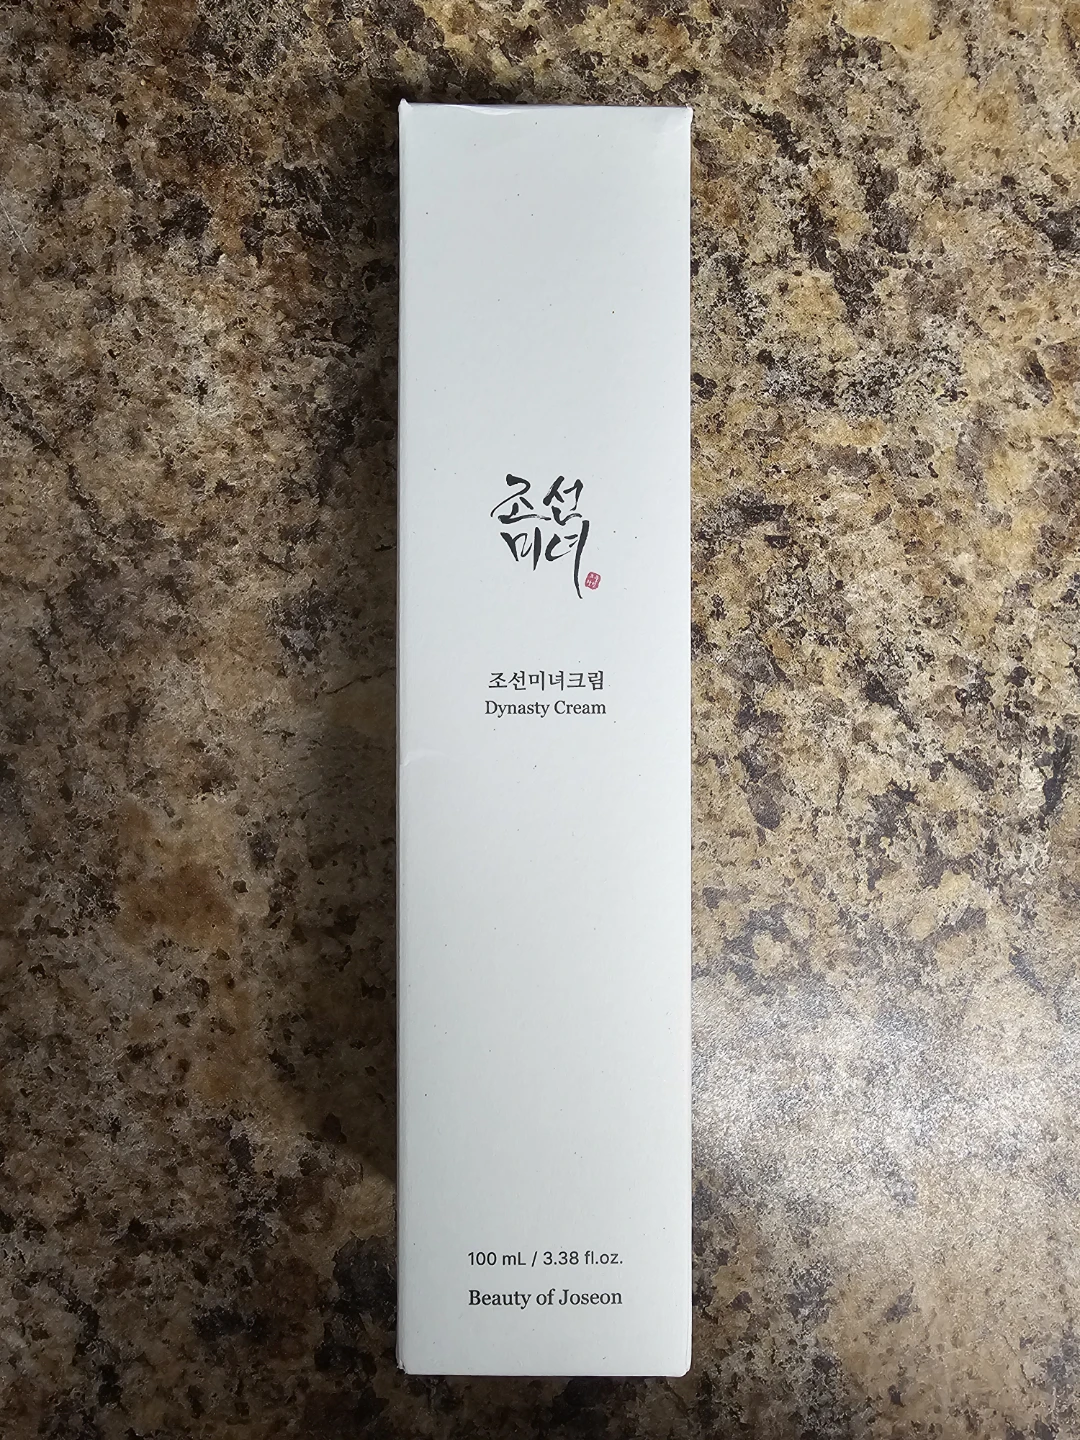 조선
미녀
조선미녀크림
Dynasty Cream
100 mL / 3.38 fl.oz.
Beauty of Joseon